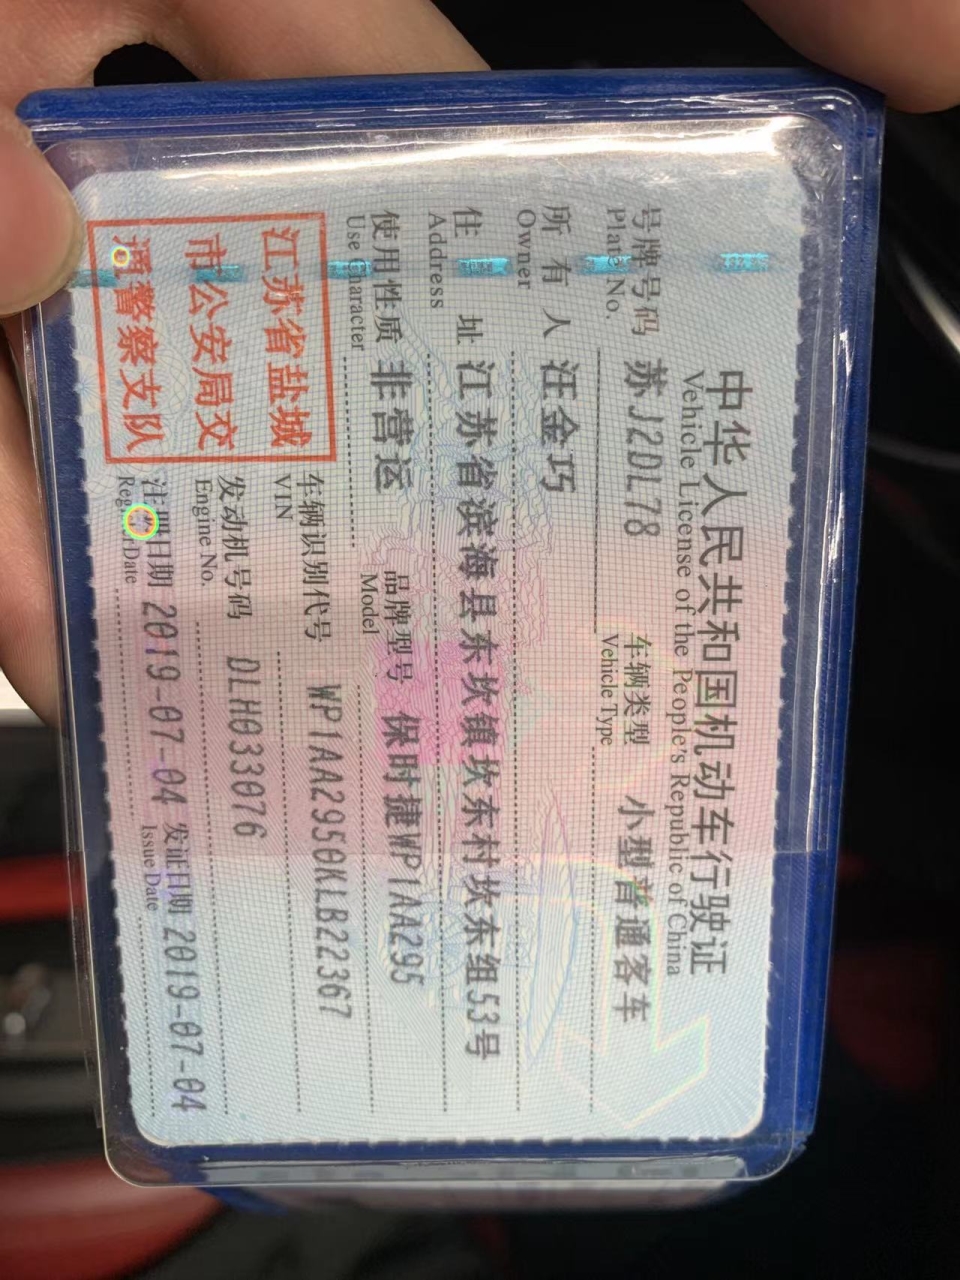 中华人民共和国机动车行驶证
Vehicle License of the People's Republic of China
号牌号码 苏J2DL78 车辆类型 小型普通客车
Plate No. Vehicle Type
所有人 汪金巧
Owner
住址 江苏省滨海县东坎镇坎东村坎东组53号
Address
使用性质 非营运 品牌型号 保时捷WP1AA295
Use Character Model
江苏省盐城
市公安局交
通警察支队
车辆识别代号 WP1AA2950KLB22367
VIN
发动机号码 DLH033076
Engine No.
注册日期 2019-07-04 发证日期 2019-07-04
Register Date Issue Date